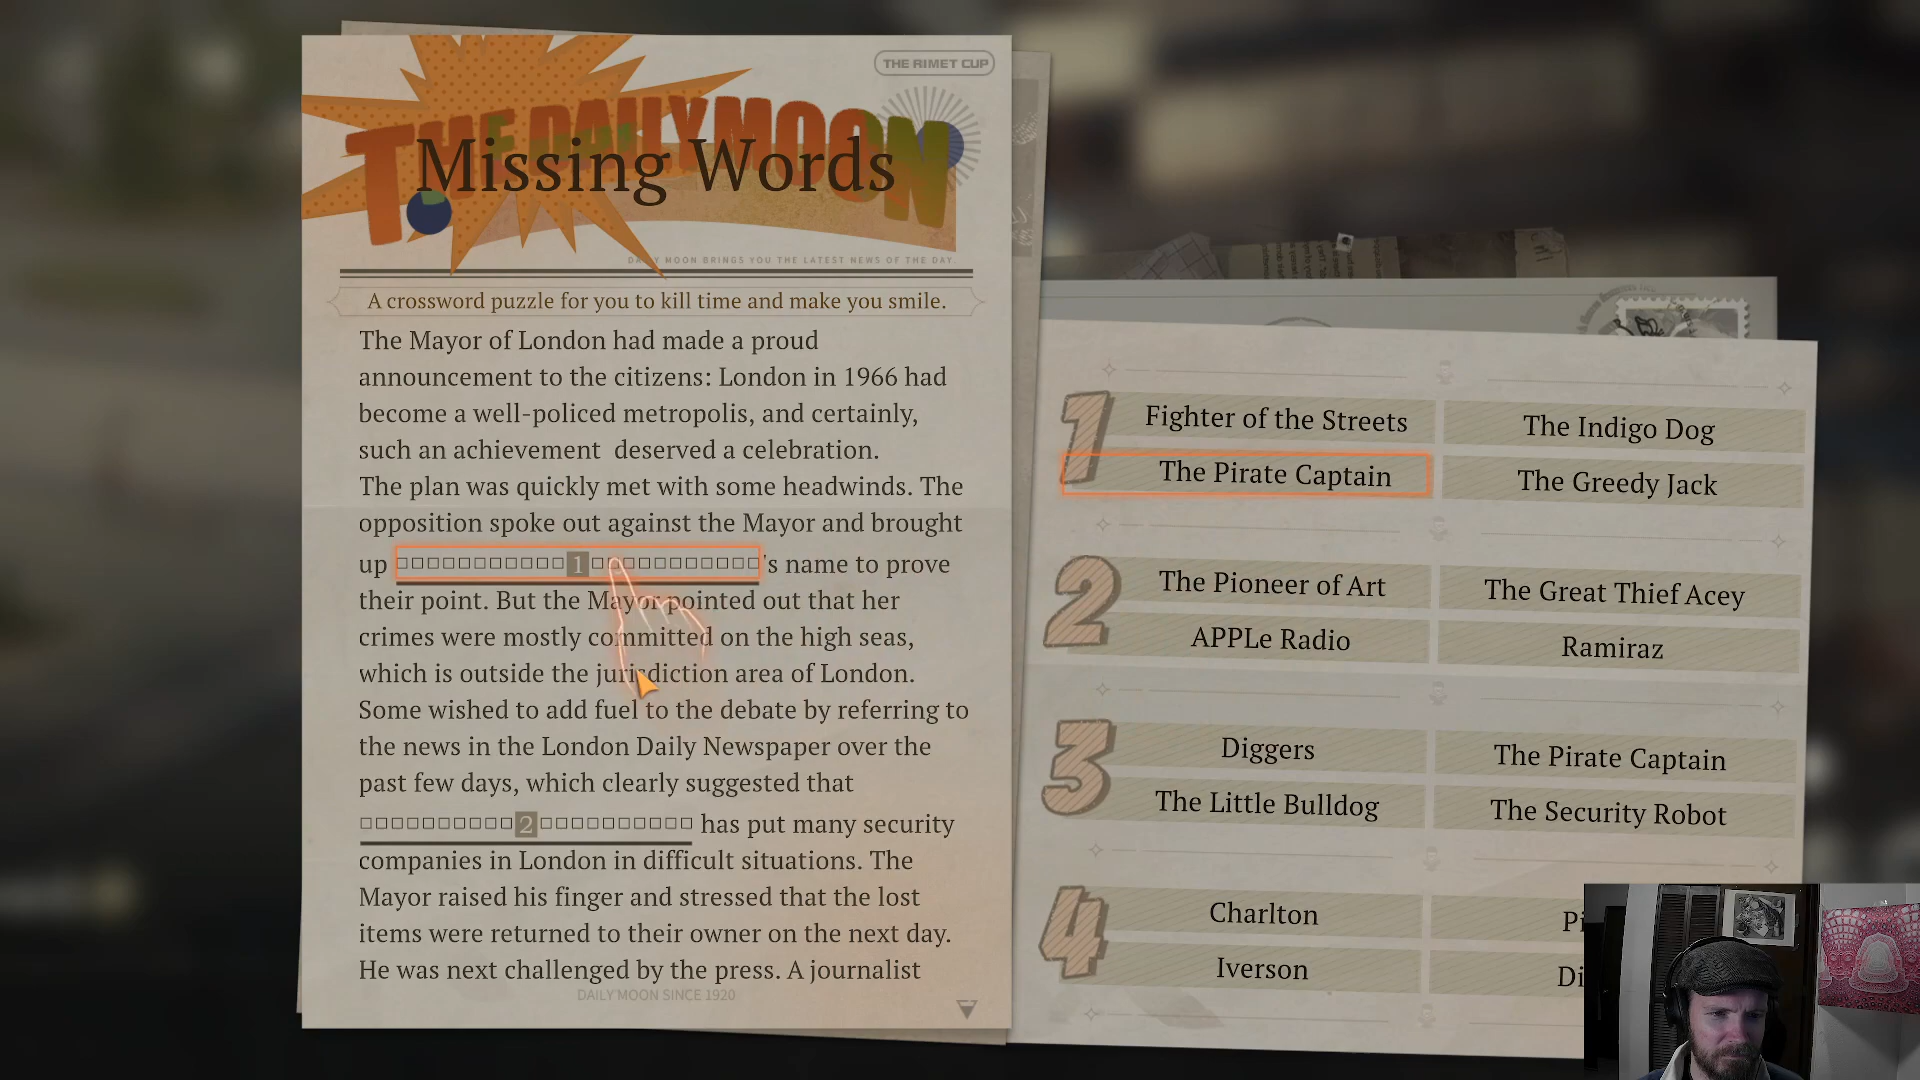 THE RIMET CUP
THE DAILY MOON
Missing Words
DAILY MOON BRINGS YOU THE LATEST NEWS OF THE DAY.
A crossword puzzle for you to kill time and make you smile.
The Mayor of London had made a proud
announcement to the citizens: London in 1966 had
become a well-policed metropolis, and certainly,
such an achievement deserved a celebration.
The plan was quickly met with some headwinds. The
opposition spoke out against the Mayor and brought
up □□□□□□□□□□□1□□□□□□□□□□□'s name to prove
their point. But the Mayor pointed out that her
crimes were mostly committed on the high seas,
which is outside the jurisdiction area of London.
Some wished to add fuel to the debate by referring to
the news in the London Daily Newspaper over the
past few days, which clearly suggested that
□□□□□□□□□□2□□□□□□□□□□ has put many security
companies in London in difficult situations. The
Mayor raised his finger and stressed that the lost
items were returned to their owner on the next day.
He was next challenged by the press. A journalist
DAILY MOON SINCE 1920
1
Fighter of the Streets
The Indigo Dog
The Pirate Captain
The Greedy Jack
2
The Pioneer of Art
The Great Thief Acey
APPLe Radio
Ramiraz
3
Diggers
The Pirate Captain
The Little Bulldog
The Security Robot
4
Charlton
Iverson